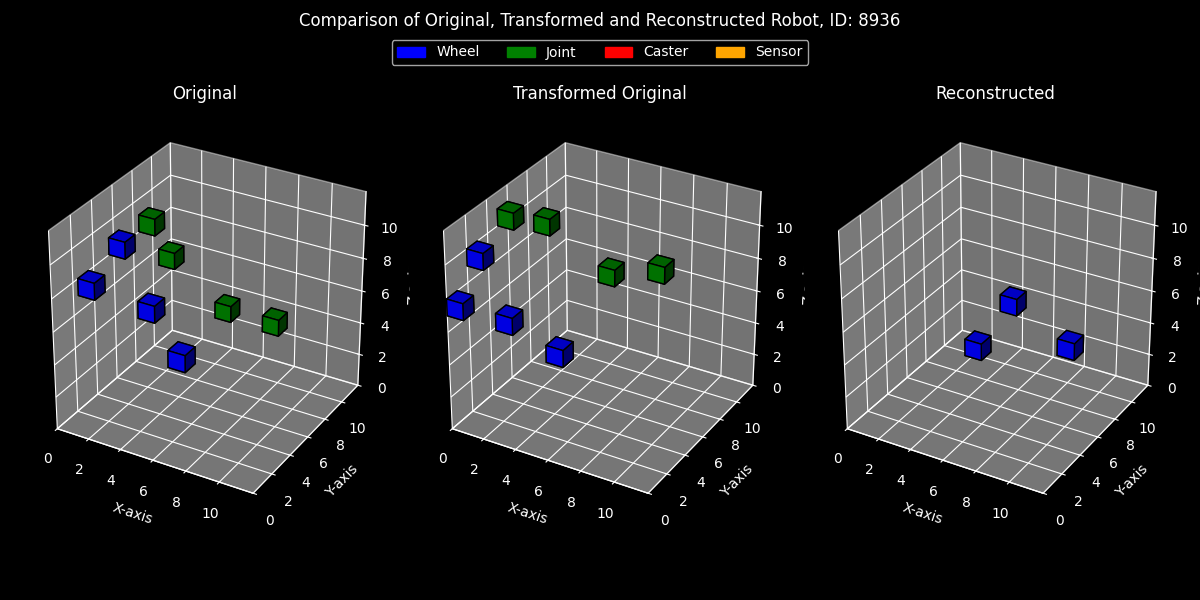 Comparison of Original, Transformed and Reconstructed Robot, ID: 8936
Wheel Joint Caster Sensor
Original Transformed Original Reconstructed
10 10 10
8 8 8
6 6 6
4 4 4
2 2 2
0 0 0
0 2 4 6 8 10 X-axis 0 2 4 6 8 10 Y-axis
0 2 4 6 8 10 X-axis 0 2 4 6 8 10 Y-axis
0 2 4 6 8 10 X-axis 0 2 4 6 8 10 Y-axis